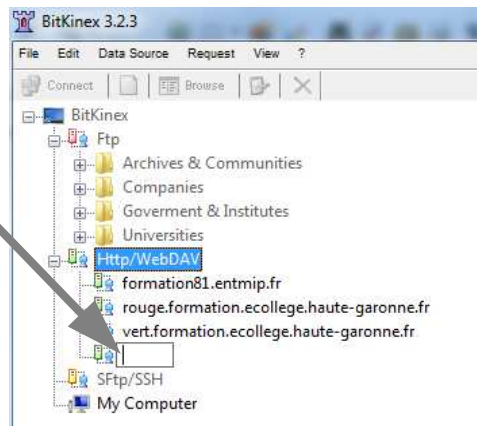 BitKinex 3.2.3
File Edit Data Source Request View ?
Connect Browse
BitKinex
Ftp
Archives & Communities
Companies
Goverment & Institutes
Universities
Http/WebDAV
formation81.entmip.fr
rouge.formation.ecollege.haute-garonne.fr
vert.formation.ecollege.haute-garonne.fr
SFtp/SSH
My Computer